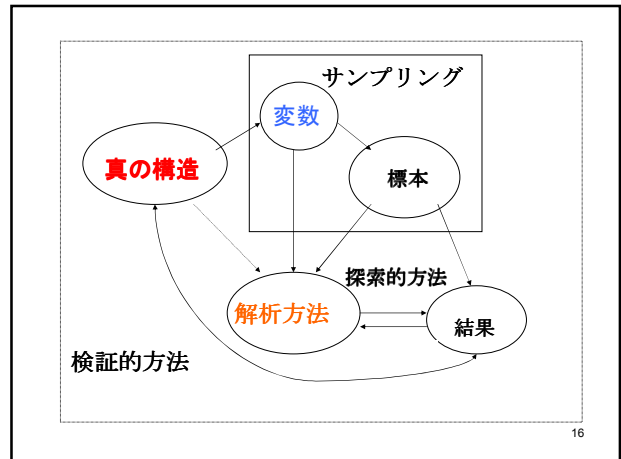 サンプリング
変数
真の構造
標本
探索的方法
解析方法
結果
検証的方法
16